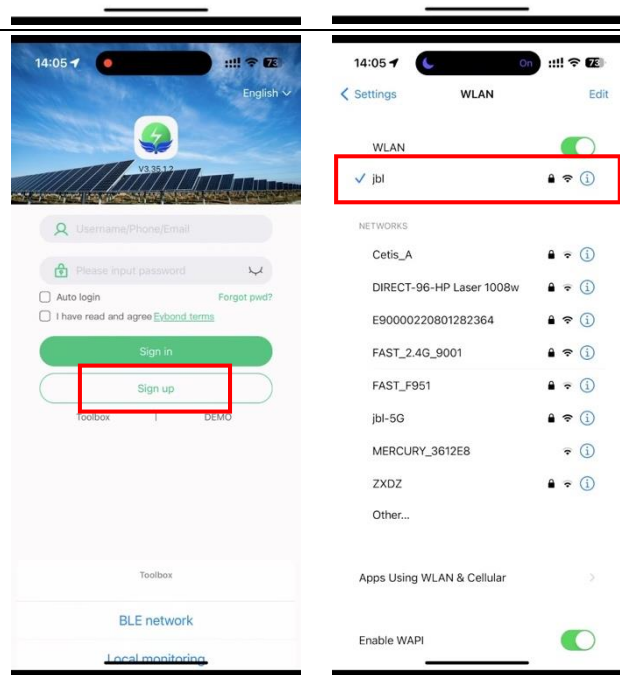 14:05
73
English
V3.35.1.2
Username/Phone/Email
Please input password
Auto login
Forgot pwd?
I have read and agree Eybond terms
Sign in
Sign up
Toolbox | DEMO
Toolbox
BLE network
Local monitoring
14:05
On
73
Settings
WLAN
Edit
WLAN
jbl
NETWORKS
Cetis_A
DIRECT-96-HP Laser 1008w
E90000220801282364
FAST_2.4G_9001
FAST_F951
jbl-5G
MERCURY_3612E8
ZXDZ
Other...
Apps Using WLAN & Cellular
Enable WAPI